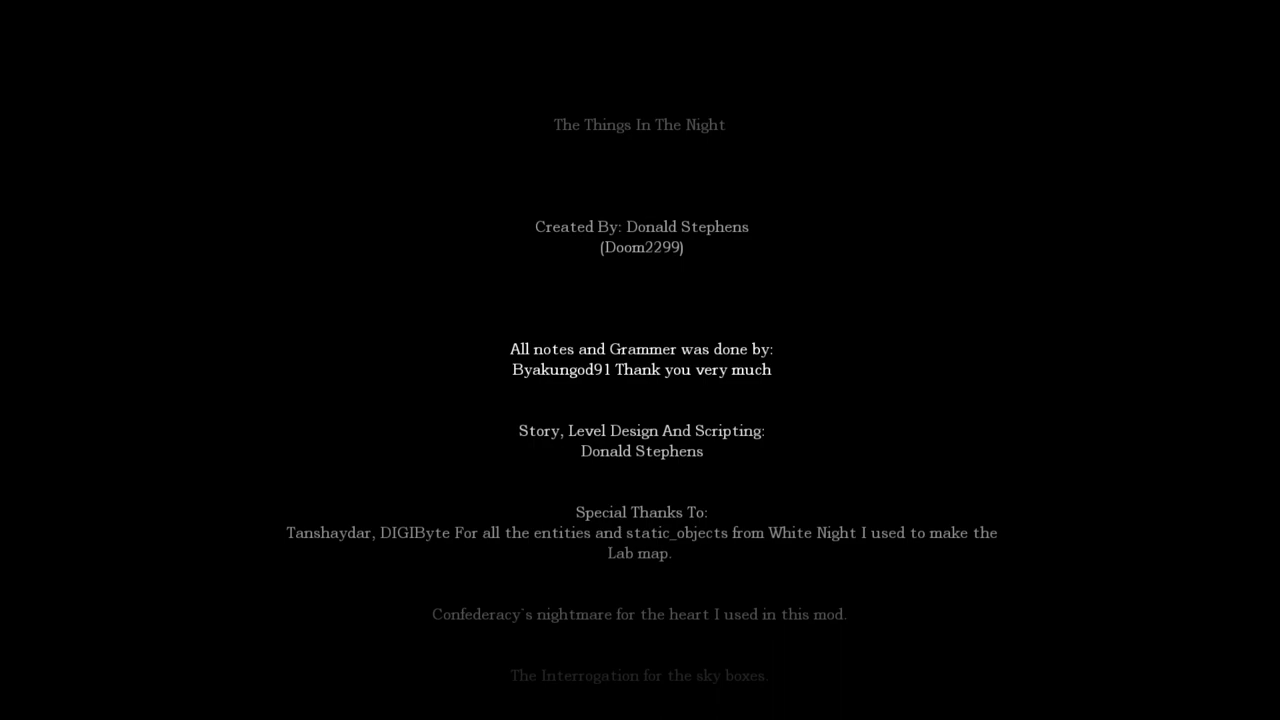 The Things In The Night
Created By: Donald Stephens
(Doom2299)
All notes and Grammer was done by:
Byakungod91 Thank you very much
Story, Level Design And Scripting:
Donald Stephens
Special Thanks To:
Tanshaydar, DIGIByte For all the entities and static_objects from White Night I used to make the
Lab map.
Confederacy`s nightmare for the heart I used in this mod.
The Interrogation for the sky boxes.